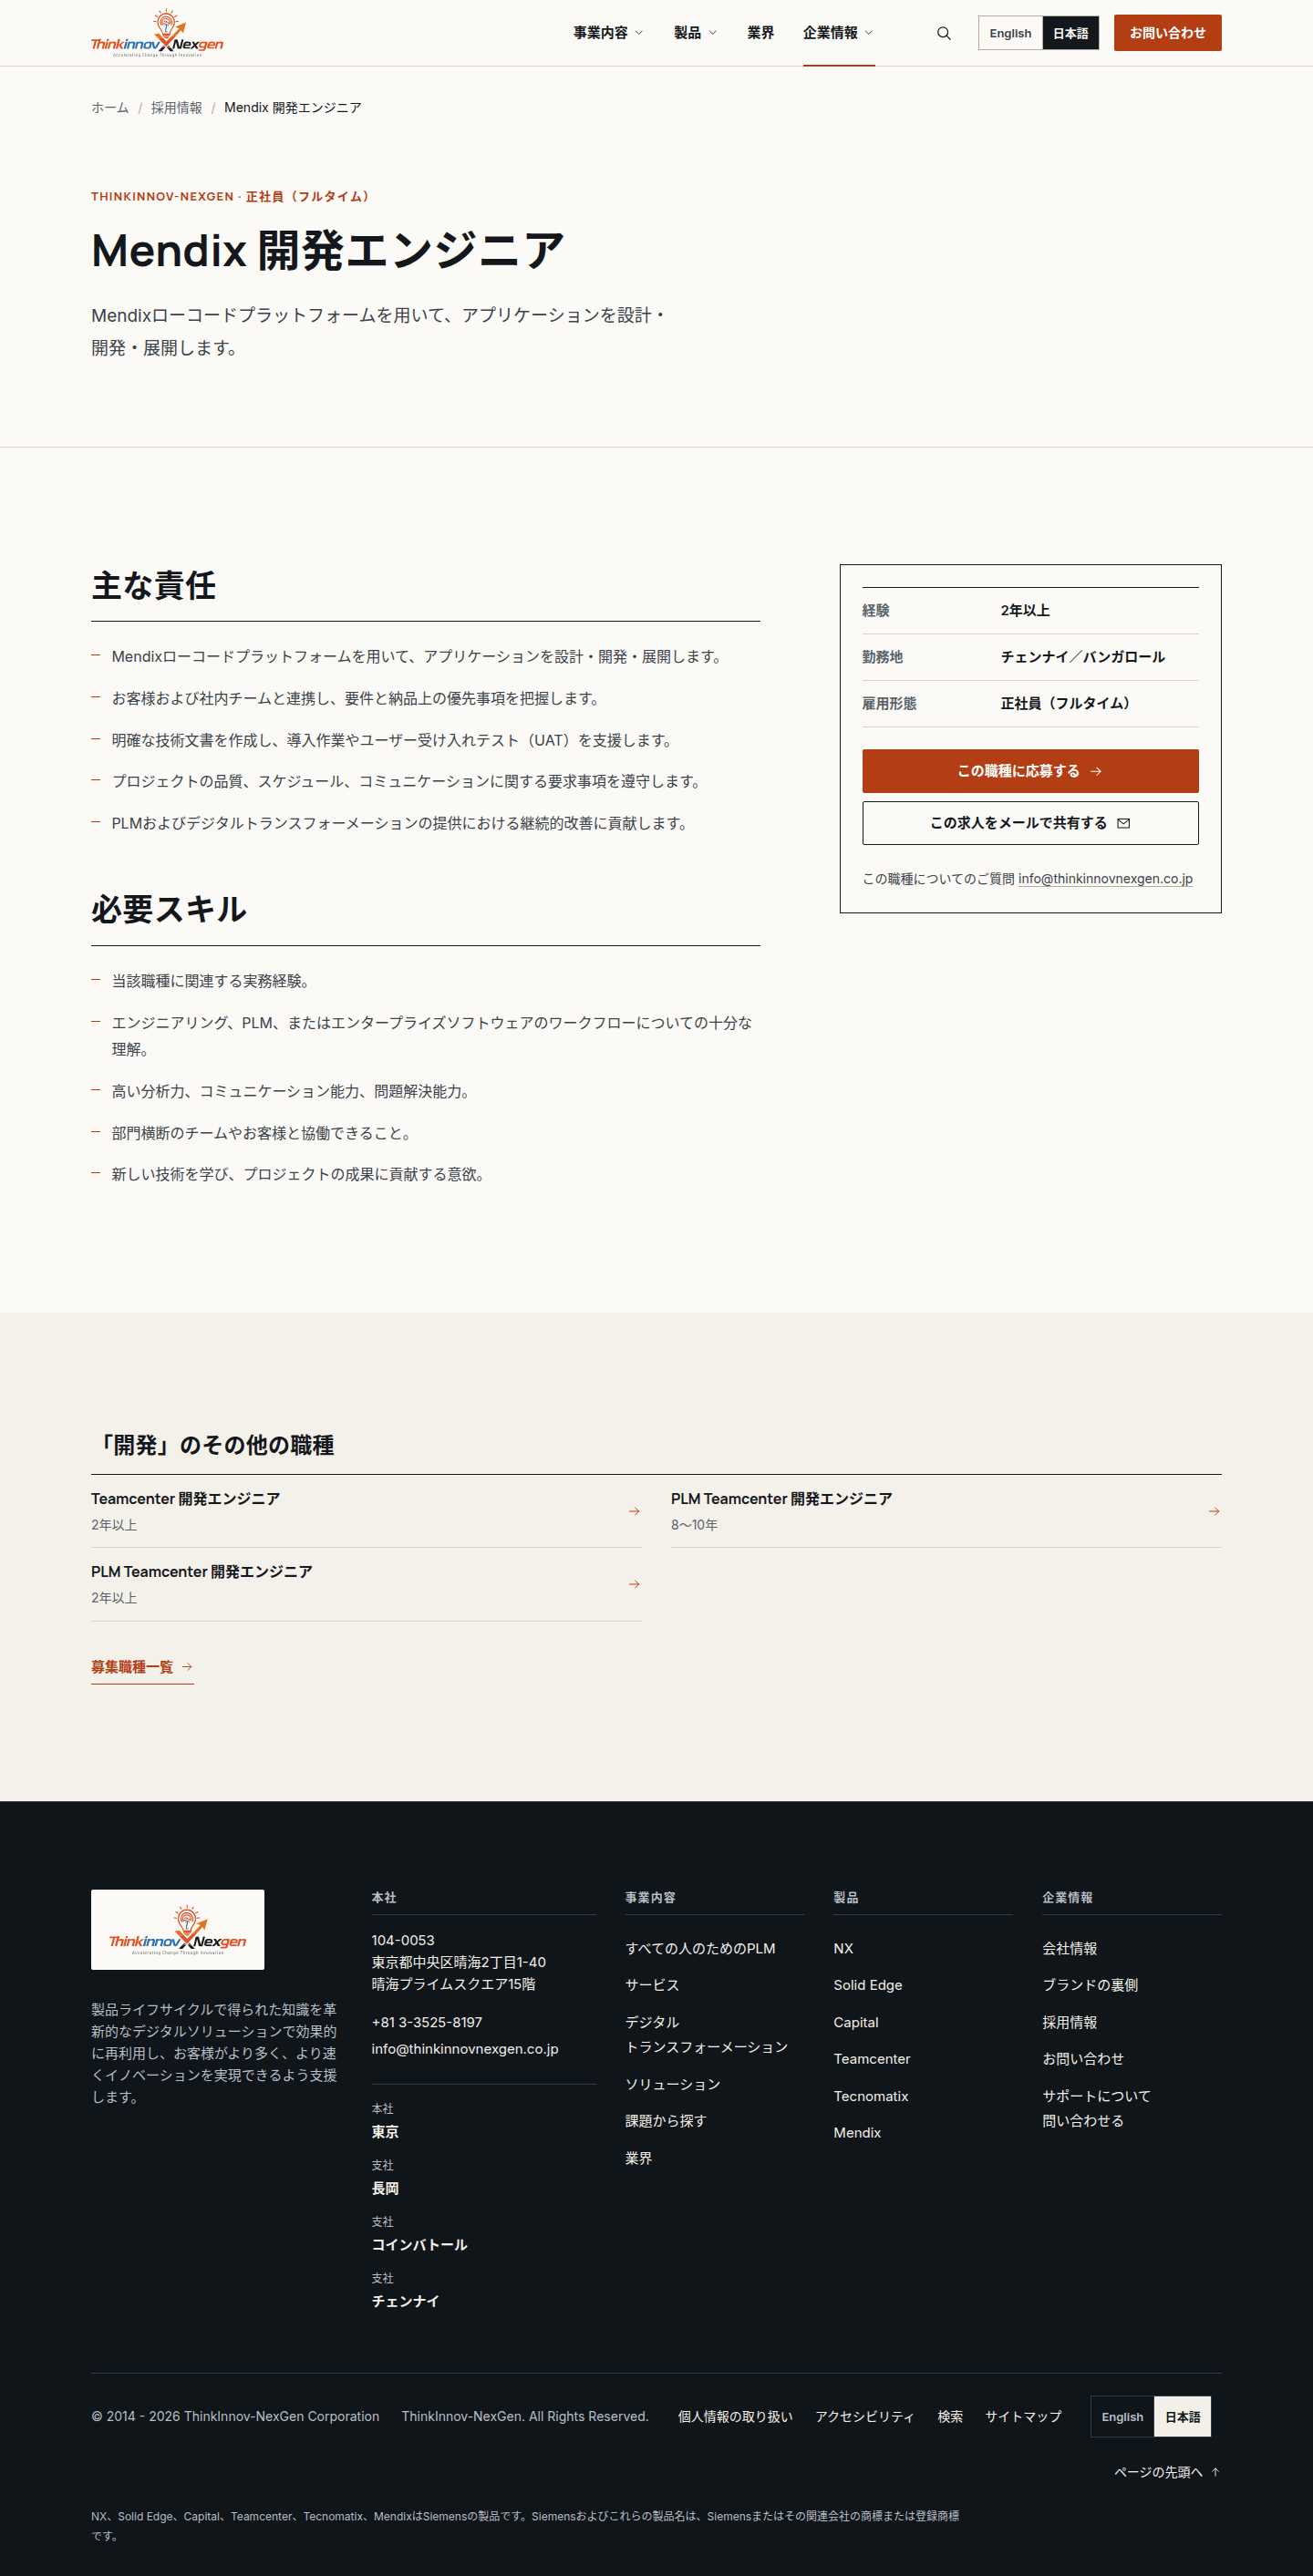 Thinkinnov Nexgen
Accelerating Change Through Innovation
事業内容
製品
業界
企業情報
English
日本語
お問い合わせ
ホーム / 採用情報 / Mendix 開発エンジニア
THINKINNOV-NEXGEN · 正社員（フルタイム）
Mendix 開発エンジニア
Mendixローコードプラットフォームを用いて、アプリケーションを設計・
開発・展開します。
主な責任
Mendixローコードプラットフォームを用いて、アプリケーションを設計・開発・展開します。
お客様および社内チームと連携し、要件と納品上の優先事項を把握します。
明確な技術文書を作成し、導入作業やユーザー受け入れテスト（UAT）を支援します。
プロジェクトの品質、スケジュール、コミュニケーションに関する要求事項を遵守します。
PLMおよびデジタルトランスフォーメーションの提供における継続的改善に貢献します。
必要スキル
当該職種に関連する実務経験。
エンジニアリング、PLM、またはエンタープライズソフトウェアのワークフローについての十分な
理解。
高い分析力、コミュニケーション能力、問題解決能力。
部門横断のチームやお客様と協働できること。
新しい技術を学び、プロジェクトの成果に貢献する意欲。
経験 2年以上
勤務地 チェンナイ／バンガロール
雇用形態 正社員（フルタイム）
この職種に応募する →
この求人をメールで共有する
この職種についてのご質問 info@thinkinnovnexgen.co.jp
「開発」のその他の職種
Teamcenter 開発エンジニア
2年以上
→
PLM Teamcenter 開発エンジニア
8〜10年
→
PLM Teamcenter 開発エンジニア
2年以上
→
募集職種一覧 →
Thinkinnov Nexgen
Accelerating Change Through Innovation
製品ライフサイクルで得られた知識を革
新的なデジタルソリューションで効果的
に再利用し、お客様がより多く、より速
くイノベーションを実現できるよう支援
します。
本社
104-0053
東京都中央区晴海2丁目1-40
晴海プライムスクエア15階
+81 3-3525-8197
info@thinkinnovnexgen.co.jp
本社
東京
支社
長岡
支社
コインバトール
支社
チェンナイ
事業内容
すべての人のためのPLM
サービス
デジタル
トランスフォーメーション
ソリューション
課題から探す
業界
製品
NX
Solid Edge
Capital
Teamcenter
Tecnomatix
Mendix
企業情報
会社情報
ブランドの裏側
採用情報
お問い合わせ
サポートについて
問い合わせる
© 2014 - 2026 ThinkInnov-NexGen Corporation
ThinkInnov-NexGen. All Rights Reserved.
個人情報の取り扱い
アクセシビリティ
検索
サイトマップ
English
日本語
ページの先頭へ ↑
NX、Solid Edge、Capital、Teamcenter、Tecnomatix、MendixはSiemensの製品です。Siemensおよびこれらの製品名は、Siemensまたはその関連会社の商標または登録商標
です。